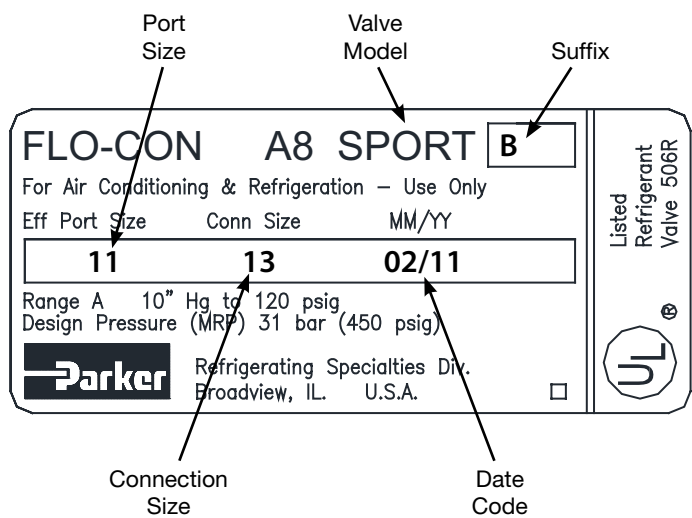 Port
Size
Valve
Model
Suffix
FLO-CON A8 SPORT B
For Air Conditioning & Refrigeration – Use Only
Eff Port Size Conn Size MM/YY
11 13 02/11
Range A 10” Hg to 120 psig
Design Pressure (MRP) 31 bar (450 psig)
Parker
Refrigerating Specialties Div.
Broadview, IL. U.S.A.
Listed
Refrigerant
Valve 506R
UL ®
Connection
Size
Date
Code